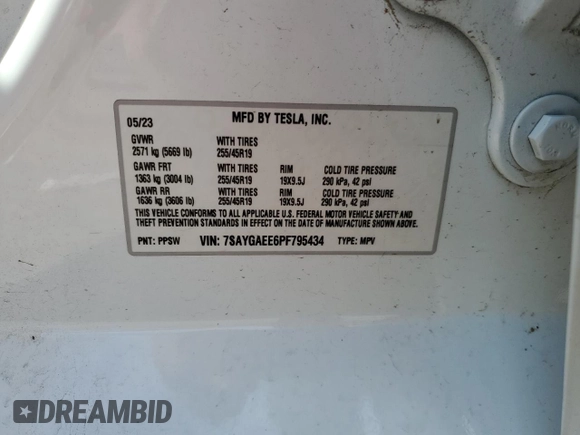 05/23 MFD BY TESLA, INC.
GVWR WITH TIRES
2571 kg (5669 lb) 255/45R19
GAWR FRT WITH TIRES RIM COLD TIRE PRESSURE
1363 kg (3004 lb) 255/45R19 19X9.5J 290 kPa, 42 psi
GAWR RR WITH TIRES RIM COLD TIRE PRESSURE
1636 kg (3606 lb) 255/45R19 19X9.5J 290 kPa, 42 psi
THIS VEHICLE CONFORMS TO ALL APPLICABLE U.S. FEDERAL MOTOR VEHICLE SAFETY AND
THEFT PREVENTION STANDARDS IN EFFECT ON THE DATE OF MANUFACTURE SHOWN ABOVE.
PNT: PPSW VIN: 7SAYGAEE6PF795434 TYPE: MPV
DREAMBID